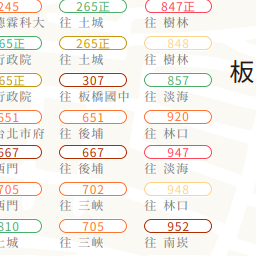 245 265正 847正
德霖科大 往 土城 往 樹林
265正 265正 848
行政院 往 土城 往 樹林
265正 307 857
行政院 往 板橋國中 往 淡海
板
651 651 920
台北市府 往 後埔 往 林口
667 667 947
西門 往 後埔 往 淡海
705 702 948
西門 往 三峽 往 林口
810 705 952
土城 往 三峽 往 南崁